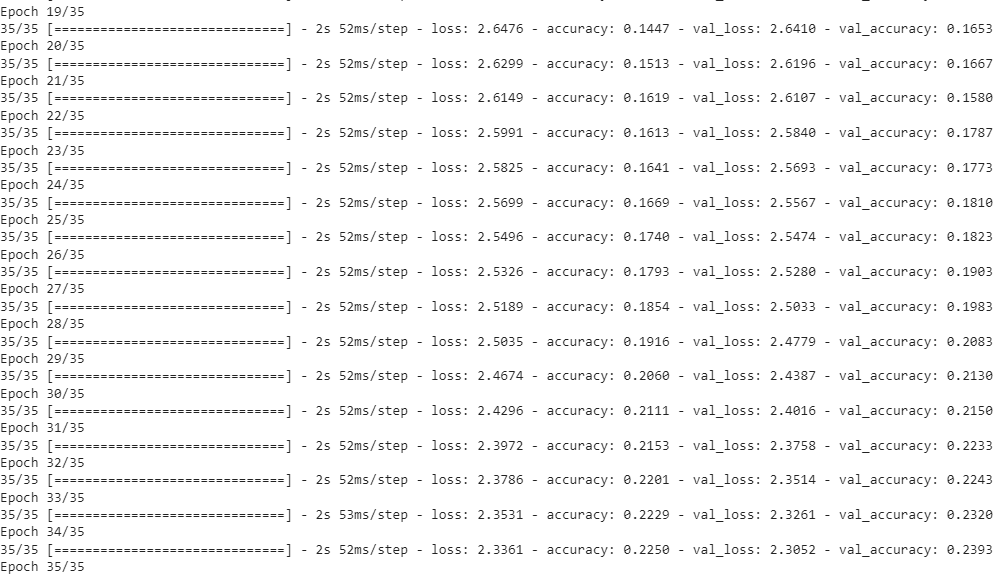 Epoch 19/35
35/35 [==============================] - 2s 52ms/step - loss: 2.6476 - accuracy: 0.1447 - val_loss: 2.6410 - val_accuracy: 0.1653
Epoch 20/35
35/35 [==============================] - 2s 52ms/step - loss: 2.6299 - accuracy: 0.1513 - val_loss: 2.6196 - val_accuracy: 0.1667
Epoch 21/35
35/35 [==============================] - 2s 52ms/step - loss: 2.6149 - accuracy: 0.1619 - val_loss: 2.6107 - val_accuracy: 0.1580
Epoch 22/35
35/35 [==============================] - 2s 52ms/step - loss: 2.5991 - accuracy: 0.1613 - val_loss: 2.5840 - val_accuracy: 0.1787
Epoch 23/35
35/35 [==============================] - 2s 52ms/step - loss: 2.5825 - accuracy: 0.1641 - val_loss: 2.5693 - val_accuracy: 0.1773
Epoch 24/35
35/35 [==============================] - 2s 52ms/step - loss: 2.5699 - accuracy: 0.1669 - val_loss: 2.5567 - val_accuracy: 0.1810
Epoch 25/35
35/35 [==============================] - 2s 52ms/step - loss: 2.5496 - accuracy: 0.1740 - val_loss: 2.5474 - val_accuracy: 0.1823
Epoch 26/35
35/35 [==============================] - 2s 52ms/step - loss: 2.5326 - accuracy: 0.1793 - val_loss: 2.5280 - val_accuracy: 0.1903
Epoch 27/35
35/35 [==============================] - 2s 52ms/step - loss: 2.5189 - accuracy: 0.1854 - val_loss: 2.5033 - val_accuracy: 0.1983
Epoch 28/35
35/35 [==============================] - 2s 52ms/step - loss: 2.5035 - accuracy: 0.1916 - val_loss: 2.4779 - val_accuracy: 0.2083
Epoch 29/35
35/35 [==============================] - 2s 52ms/step - loss: 2.4674 - accuracy: 0.2060 - val_loss: 2.4387 - val_accuracy: 0.2130
Epoch 30/35
35/35 [==============================] - 2s 52ms/step - loss: 2.4296 - accuracy: 0.2111 - val_loss: 2.4016 - val_accuracy: 0.2150
Epoch 31/35
35/35 [==============================] - 2s 52ms/step - loss: 2.3972 - accuracy: 0.2153 - val_loss: 2.3758 - val_accuracy: 0.2233
Epoch 32/35
35/35 [==============================] - 2s 52ms/step - loss: 2.3786 - accuracy: 0.2201 - val_loss: 2.3514 - val_accuracy: 0.2243
Epoch 33/35
35/35 [==============================] - 2s 53ms/step - loss: 2.3531 - accuracy: 0.2229 - val_loss: 2.3261 - val_accuracy: 0.2320
Epoch 34/35
35/35 [==============================] - 2s 52ms/step - loss: 2.3361 - accuracy: 0.2250 - val_loss: 2.3052 - val_accuracy: 0.2393
Epoch 35/35